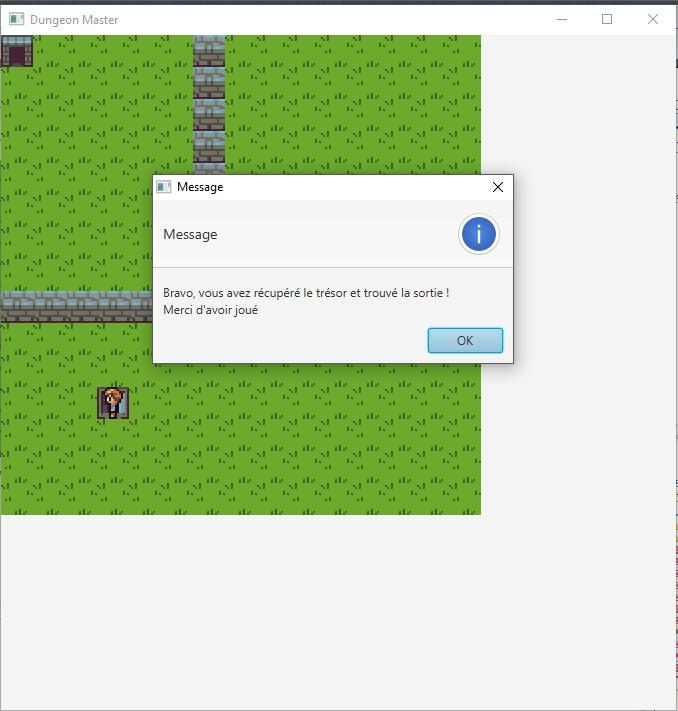 Dungeon Master
Message
Message
Bravo, vous avez récupéré le trésor et trouvé la sortie !
Merci d'avoir joué
OK